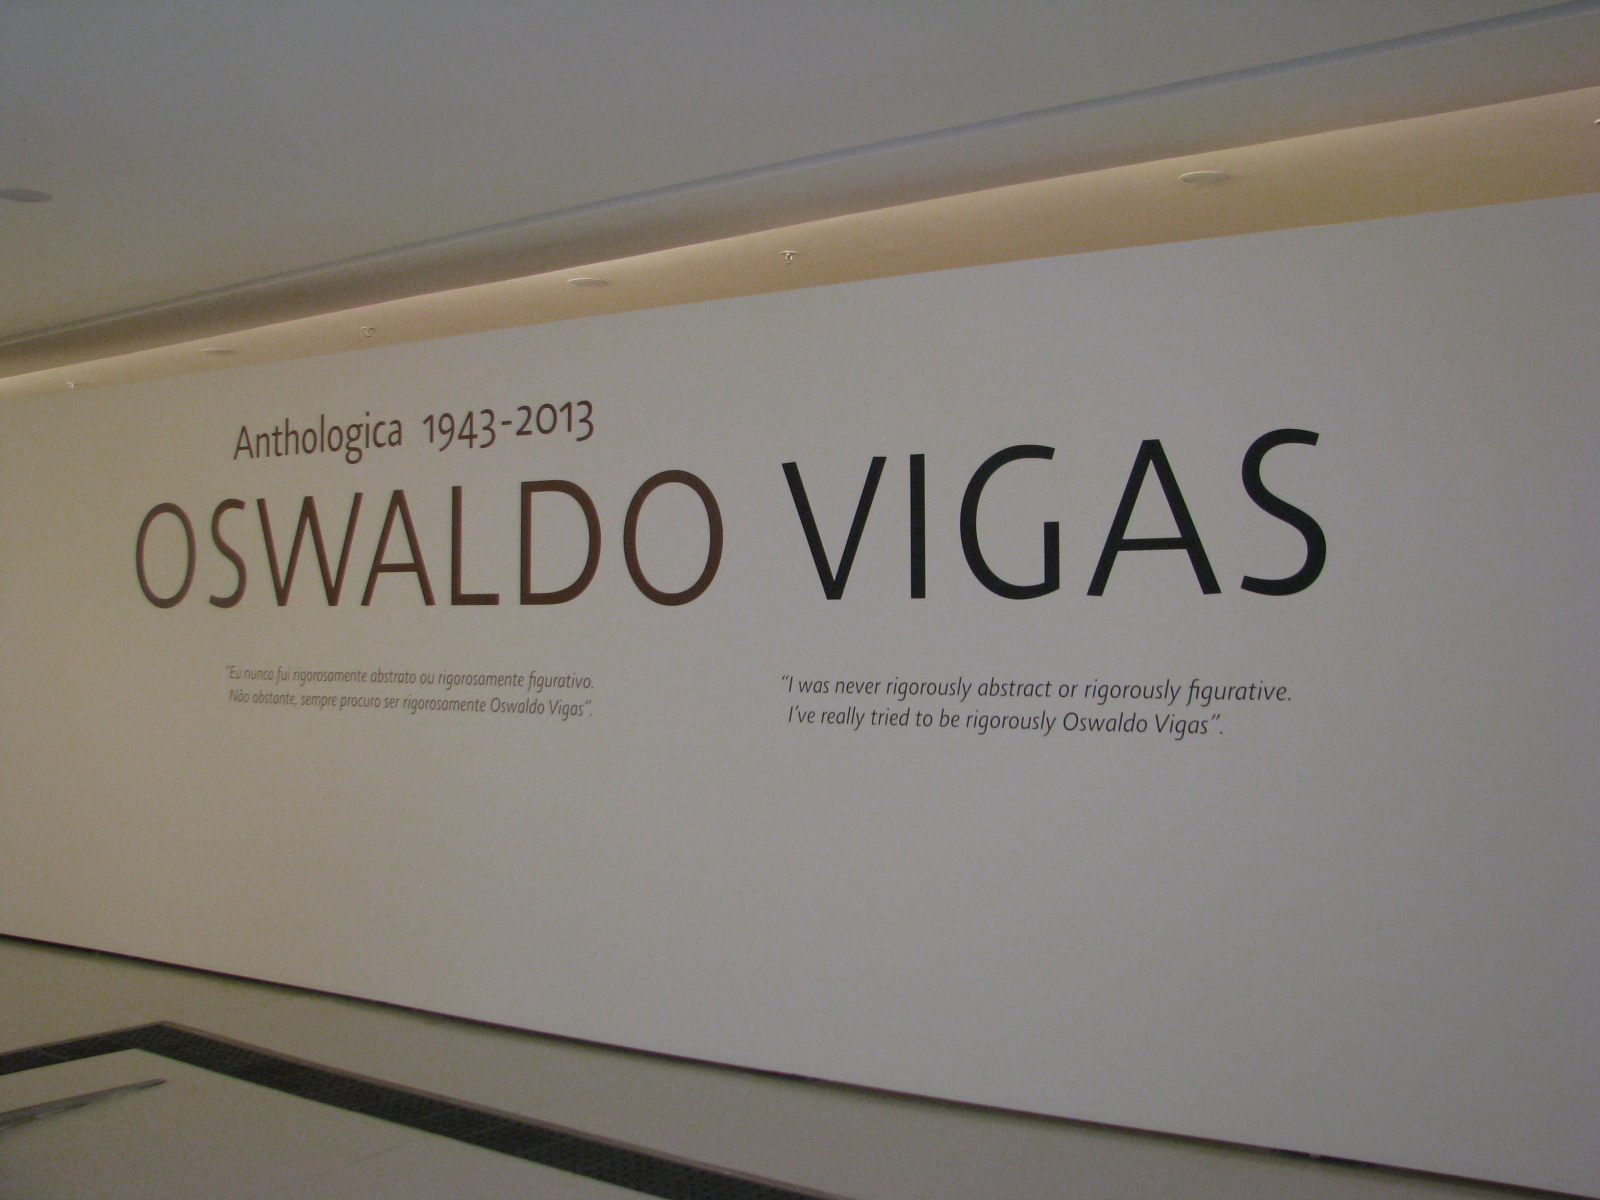 Anthologica 1943-2013
OSWALDO VIGAS
“Eu nunca fui rigorosamente abstrato ou rigorosamente figurativo.
Não obstante, sempre procuro ser rigorosamente Oswaldo Vigas”.
“I was never rigorously abstract or rigorously figurative.
I’ve really tried to be rigorously Oswaldo Vigas”.